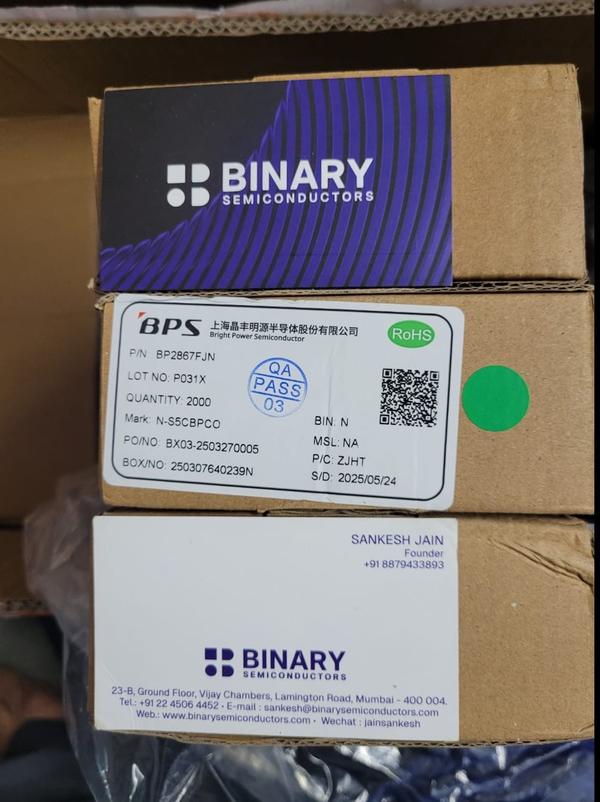 BINARY
SEMICONDUCTORS
BPS 上海晶丰明源半导体股份有限公司
Bright Power Semiconductor
RoHS
P/N BP2867FJN
LOT NO: P031X
QUANTITY: 2000
Mark: N-S5CBPCO
PO/NO: BX03-2503270005
BOX/NO: 250307640239N
QA
PASS
03
BIN: N
MSL: NA
P/C: ZJHT
S/D: 2025/05/24
SANKESH JAIN
Founder
+91 8879433893
BINARY
SEMICONDUCTORS
23-B, Ground Floor, Vijay Chambers, Lamington Road, Mumbai - 400 004.
Tel.: +91 22 4506 4452 • E-mail : sankesh@binarysemiconductors.com
Web.: www.binarysemiconductors.com • Wechat : jainsankesh